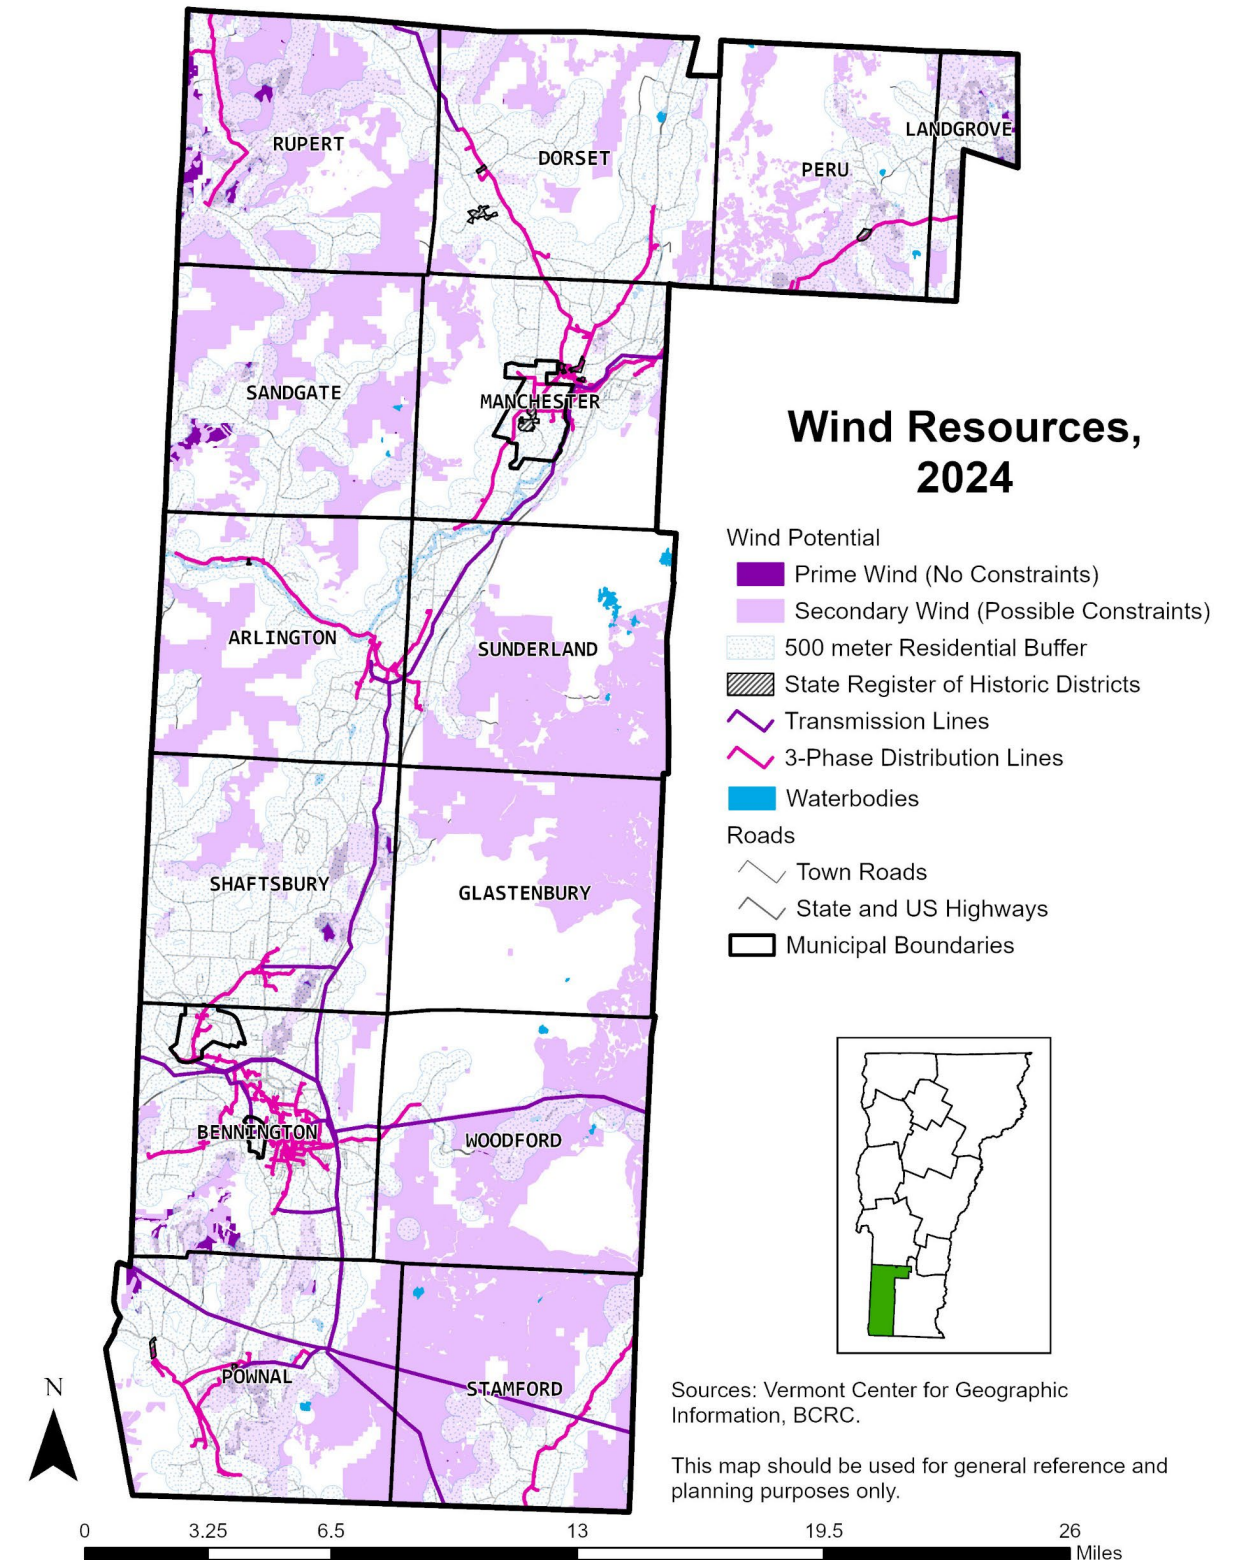 RUPERT
DORSET
LANDGROVE
PERU
SANDGATE
MANCHESTER
Wind Resources,
2024
Wind Potential
Prime Wind (No Constraints)
Secondary Wind (Possible Constraints)
500 meter Residential Buffer
State Register of Historic Districts
Transmission Lines
3-Phase Distribution Lines
Waterbodies
Roads
Town Roads
State and US Highways
Municipal Boundaries
ARLINGTON
SUNDERLAND
SHAFTSBURY
GLASTENBURY
BENNINGTON
WOODFORD
POWNAL
STAMFORD
Sources: Vermont Center for Geographic
Information, BCRC.
This map should be used for general reference and
planning purposes only.
N
0 3.25 6.5 13 19.5 26
Miles